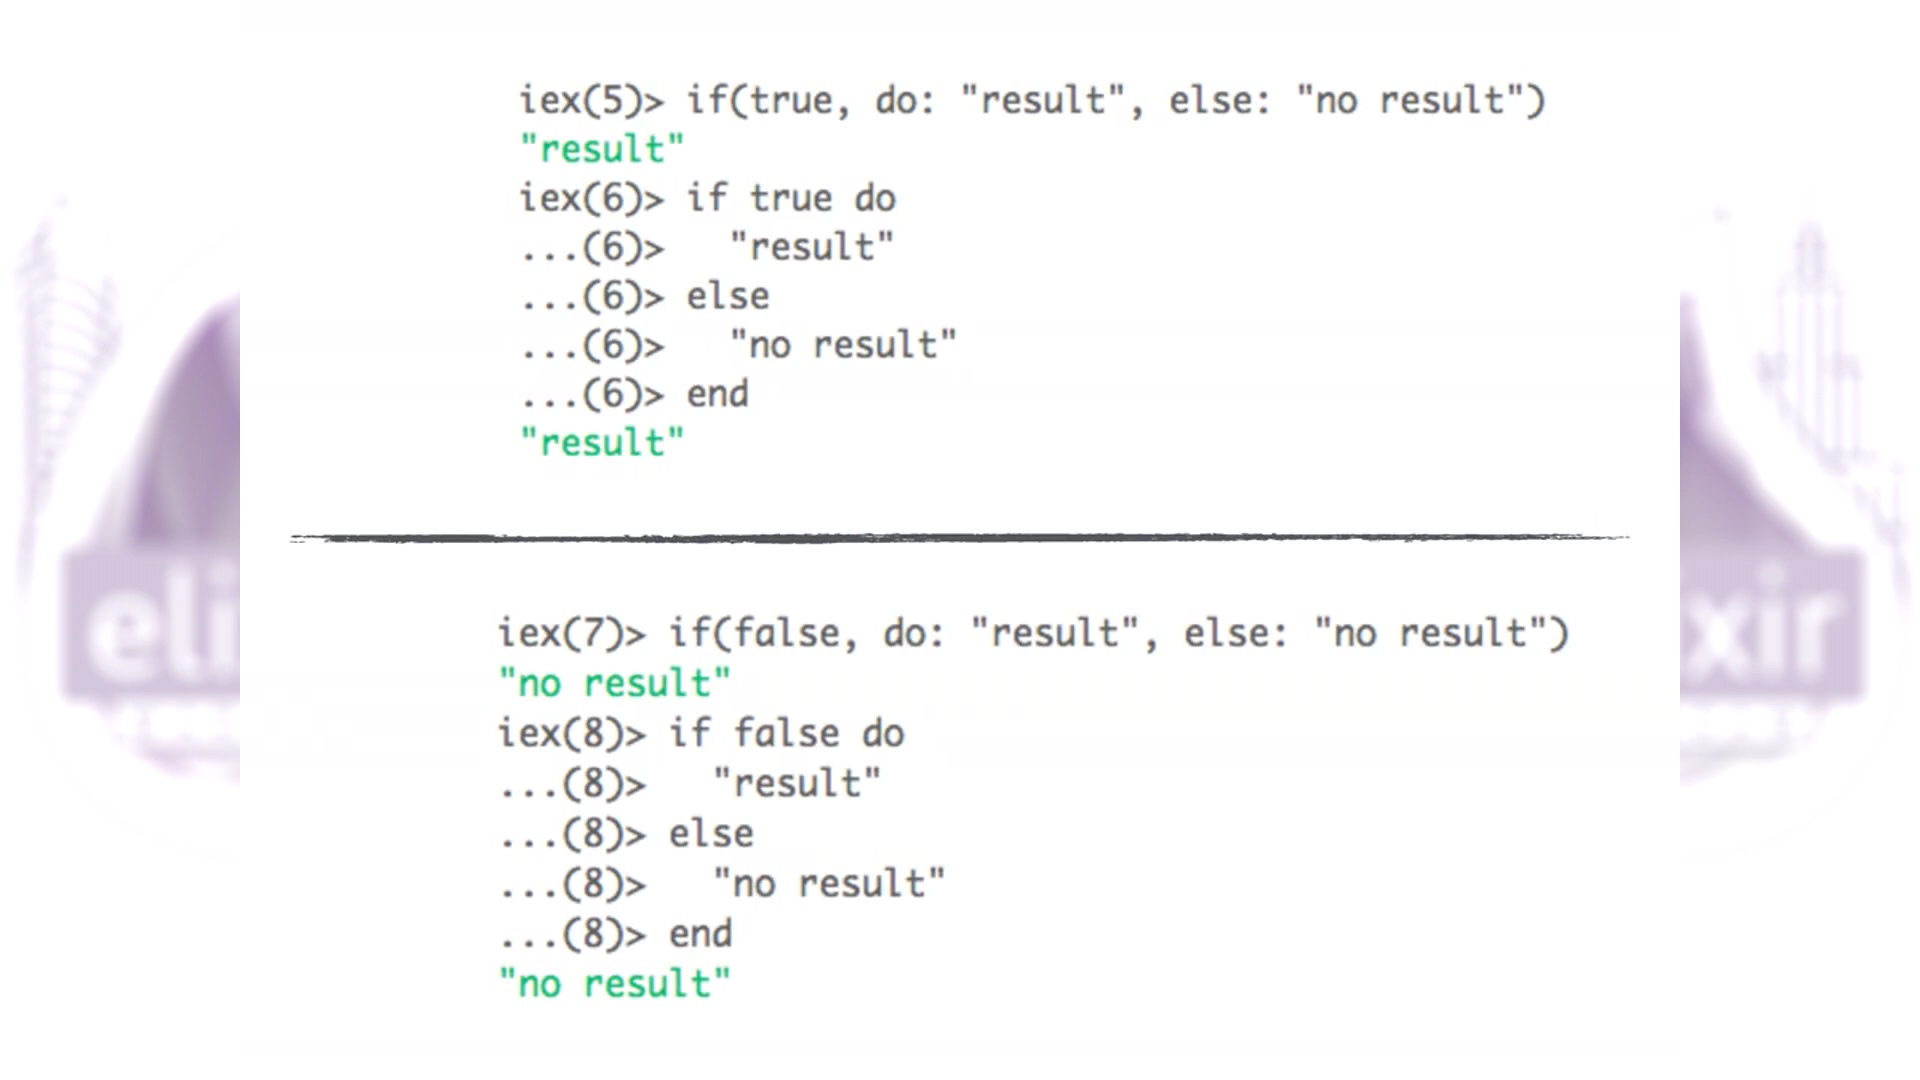 iex(5)> if(true, do: "result", else: "no result")
"result"
iex(6)> if true do
...(6)>   "result"
...(6)> else
...(6)>   "no result"
...(6)> end
"result"
iex(7)> if(false, do: "result", else: "no result")
"no result"
iex(8)> if false do
...(8)>   "result"
...(8)> else
...(8)>   "no result"
...(8)> end
"no result"
eli
xir